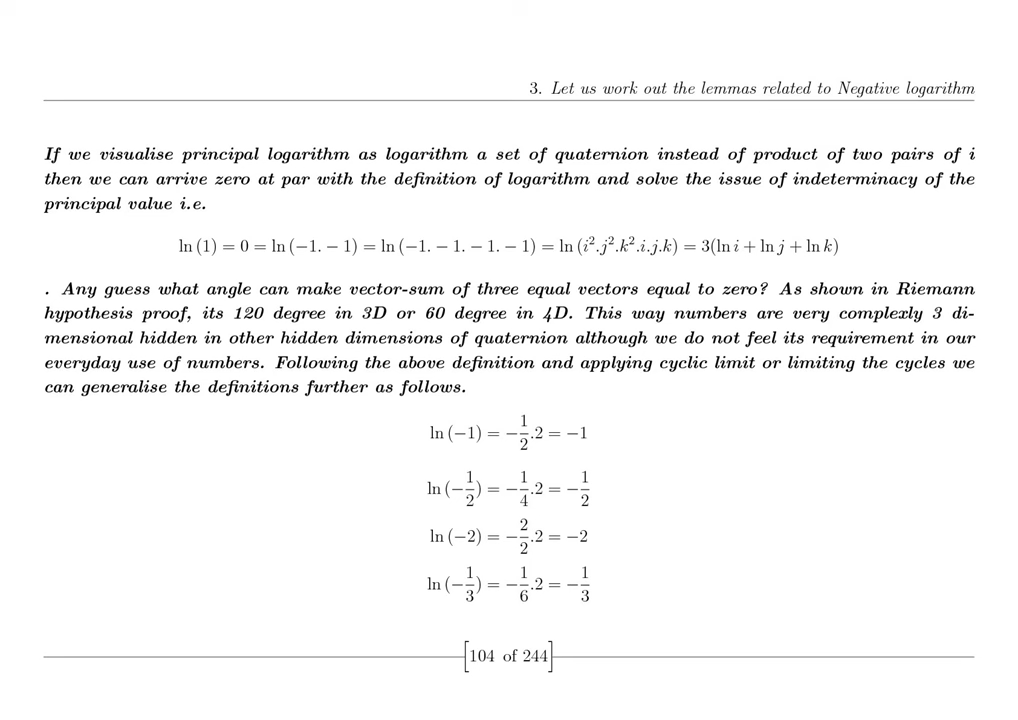 3. Let us work out the lemmas related to Negative logarithm
If we visualise principal logarithm as logarithm a set of quaternion instead of product of two pairs of i
then we can arrive zero at par with the definition of logarithm and solve the issue of indeterminacy of the
principal value i.e.
ln (1) = 0 = ln (−1. − 1) = ln (−1. − 1. − 1. − 1) = ln (i².j².k².i.j.k) = 3(ln i + ln j + ln k)
. Any guess what angle can make vector-sum of three equal vectors equal to zero? As shown in Riemann
hypothesis proof, its 120 degree in 3D or 60 degree in 4D. This way numbers are very complexly 3 di-
mensional hidden in other hidden dimensions of quaternion although we do not feel its requirement in our
everyday use of numbers. Following the above definition and applying cyclic limit or limiting the cycles we
can generalise the definitions further as follows.
ln (−1) = −1/2.2 = −1
ln (−1/2) = −1/4.2 = −1/2
ln (−2) = −2/2.2 = −2
ln (−1/3) = −1/6.2 = −1/3
[104 of 244]